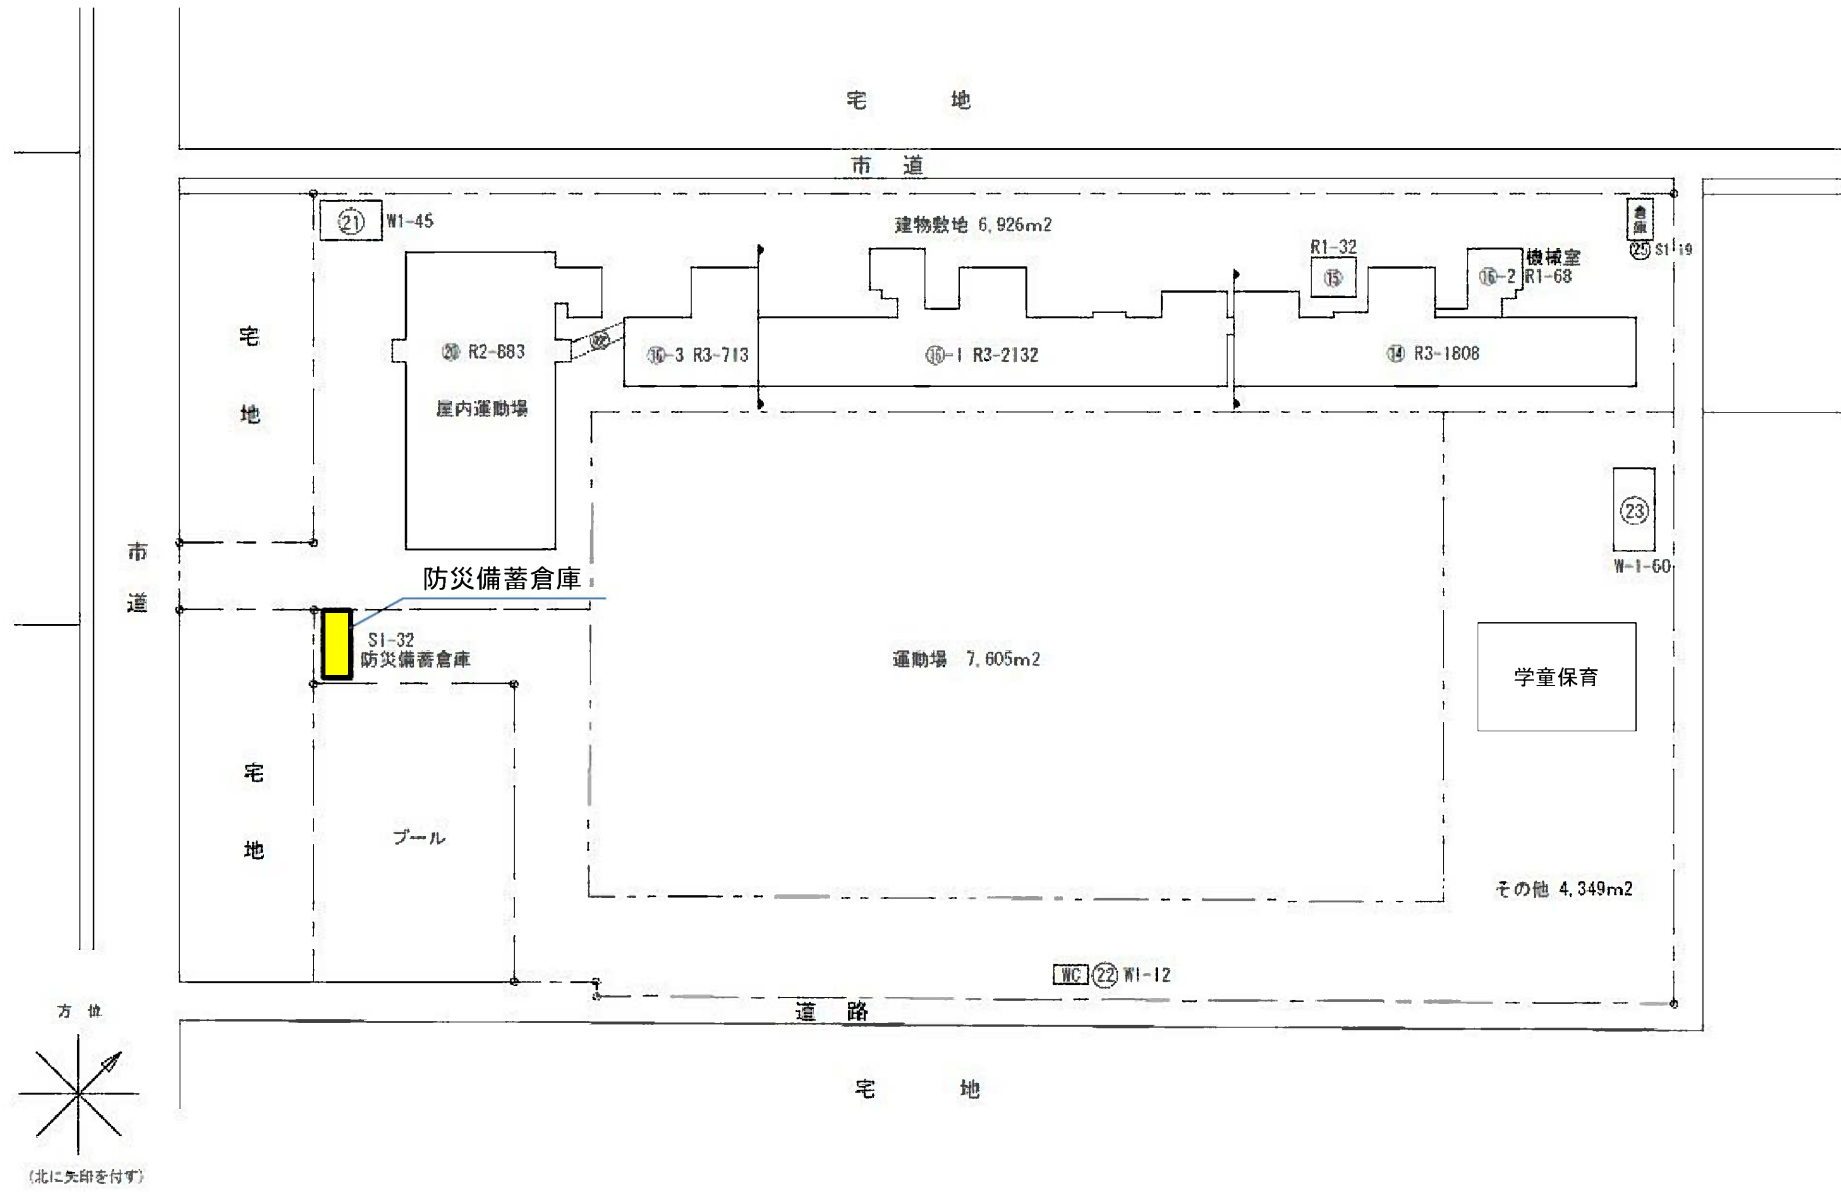 宅 地
市 道
建物敷地 6,926m2
㉑ W1-45
倉庫
㉕ S1-19
R1-32
⑮
機械室
⑯-2 R1-68
宅地
⑳ R2-883
⑯-3 R3-713
⑯-1 R3-2132
⑭ R3-1808
屋内運動場
㉓
W-1-60
市道
防災備蓄倉庫
S1-32
防災備蓄倉庫
運動場 7,605m2
学童保育
宅地
プール
その他 4,349m2
WC ㉒ W1-12
道 路
方 位
宅 地
(北に矢印を付す)